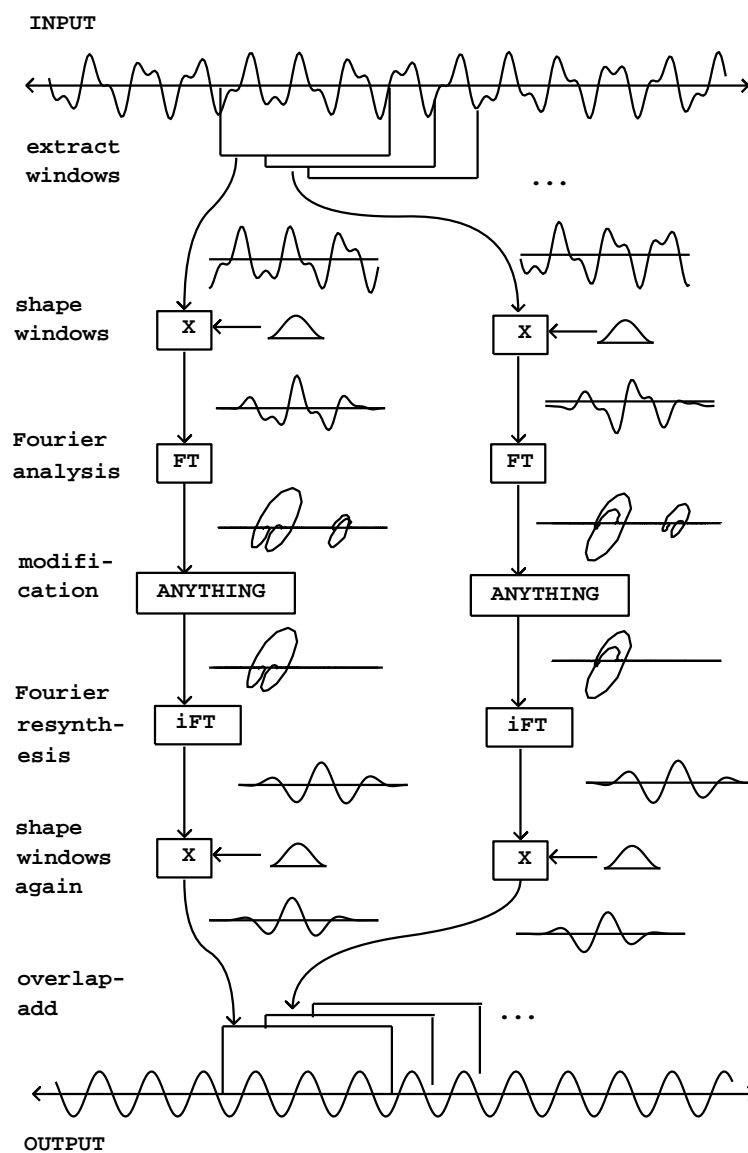 INPUT
extract
windows
...
shape
windows
X
X
Fourier
analysis
FT
FT
modifi-
cation
ANYTHING
ANYTHING
Fourier
resynth-
esis
iFT
iFT
shape
windows
again
X
X
overlap-
add
...
OUTPUT